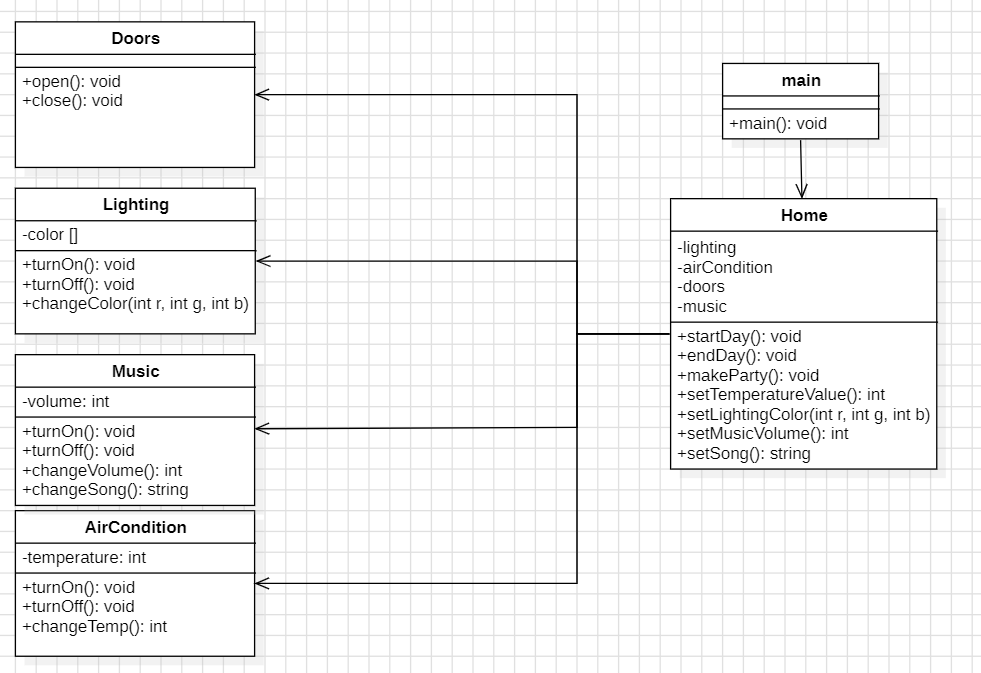 Doors
+open(): void
+close(): void
Lighting
-color []
+turnOn(): void
+turnOff(): void
+changeColor(int r, int g, int b)
Music
-volume: int
+turnOn(): void
+turnOff(): void
+changeVolume(): int
+changeSong(): string
AirCondition
-temperature: int
+turnOn(): void
+turnOff(): void
+changeTemp(): int
main
+main(): void
Home
-lighting
-airCondition
-doors
-music
+startDay(): void
+endDay(): void
+makeParty(): void
+setTemperatureValue(): int
+setLightingColor(int r, int g, int b)
+setMusicVolume(): int
+setSong(): string